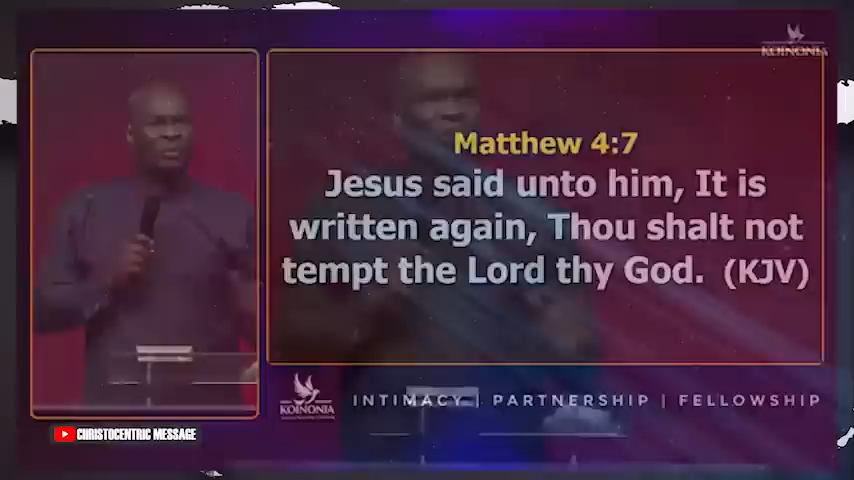 KOINONIA
Matthew 4:7
Jesus said unto him, It is
written again, Thou shalt not
tempt the Lord thy God. (KJV)
KOINONIA
INTIMACY | PARTNERSHIP | FELLOWSHIP
CHRISTOCENTRIC MESSAGE